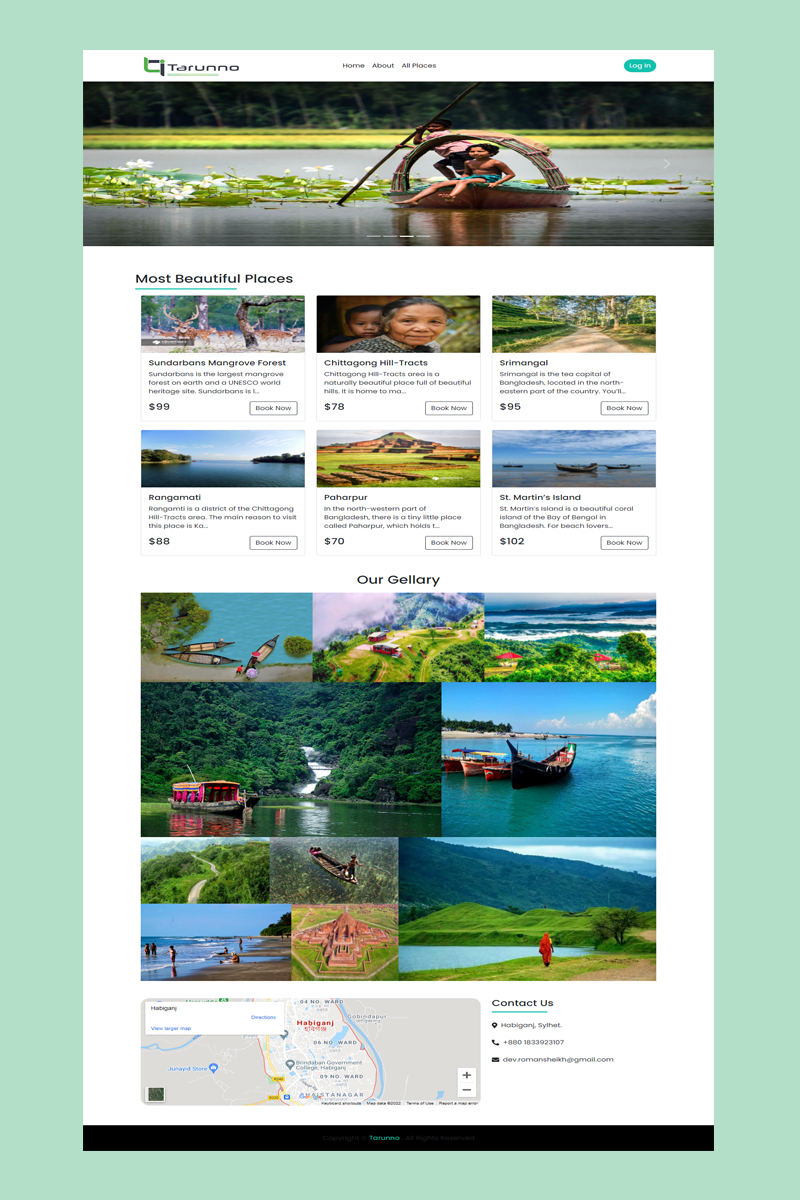 Tarunno
Home About All Places
Log In
Most Beautiful Places
Sundarbans Mangrove Forest
Sundarbans is the largest mangrove
forest on earth and a UNESCO world
heritage site. Sundarbans is l...
$99
Book Now
Chittagong Hill-Tracts
Chittagong Hill-Tracts area is a
naturally beautiful place full of beautiful
hills. It is home to ma...
$78
Book Now
Srimangal
Srimangal is the tea capital of
Bangladesh, located in the north-
eastern part of the country. You'll...
$95
Book Now
Rangamati
Rangamti is a district of the Chittagong
Hill-Tracts area. The main reason to visit
this place is Ka...
$88
Book Now
Paharpur
In the north-western part of
Bangladesh, there is a tiny little place
called Paharpur, which holds t...
$70
Book Now
St. Martin's Island
St. Martin's Island is a beautiful coral
island of the Bay of Bengal in
Bangladesh. For beach lovers...
$102
Book Now
Our Gellary
Habiganj
Directions
View larger map
04 NO. WARD
Gobindapur
Habiganj
হবিগঞ্জ
06 NO. WARD
Brindaban Government
College, Habiganj
Junayid Store
09 NO. WARD
SHAISTANAGAR
Keyboard shortcuts Map data ©2022 Terms of Use Report a map error
Contact Us
Habiganj, Sylhet.
+880 1833923107
dev.romansheikh@gmail.com
Copyright © Tarunno . All Rights Reserved